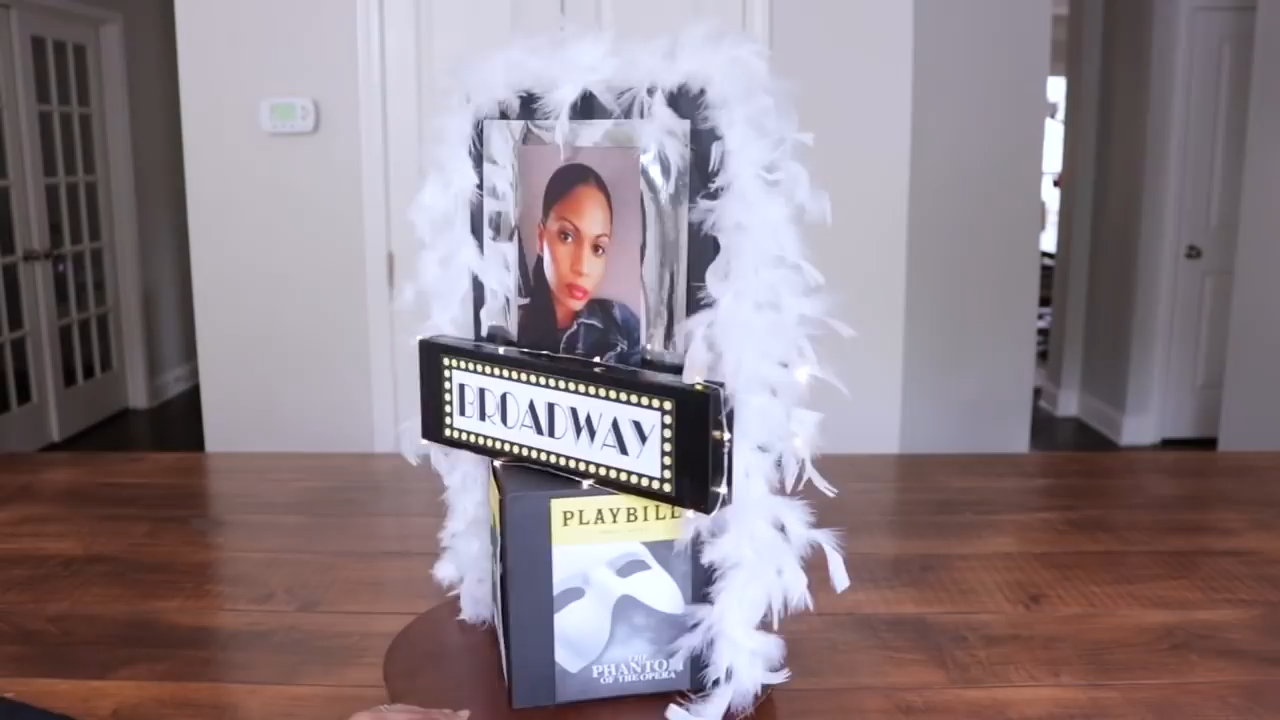 BROADWAY
PLAYBILL
THE
PHANTOM
OF THE OPERA